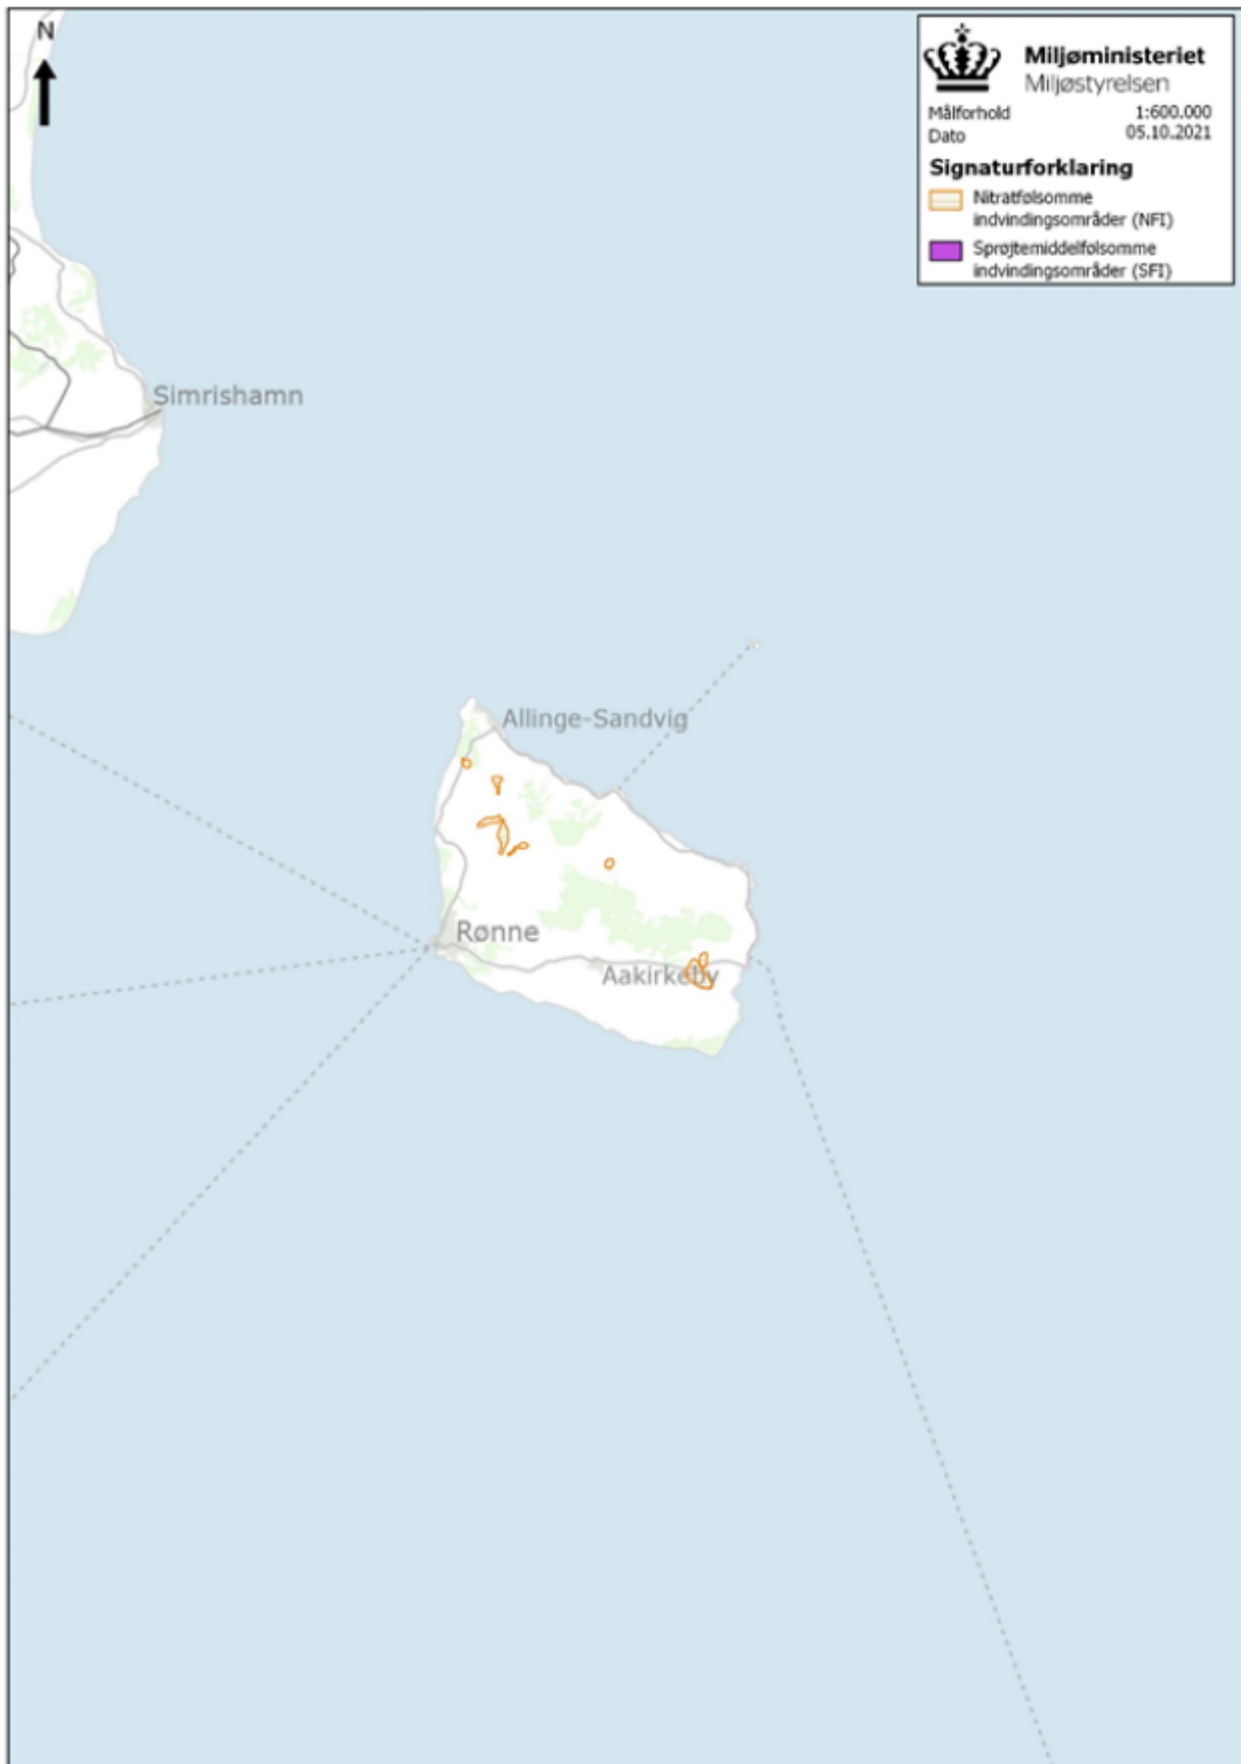 N
Miljøministeriet
Miljøstyrelsen
Målforhold 1:600.000
Dato 05.10.2021
Signaturforklaring
Nitratfølsomme
indvindingsområder (NFI)
Sprøjtemiddelfølsomme
indvindingsområder (SFI)
Simrishamn
Allinge-Sandvig
Rønne
Aakirkeby